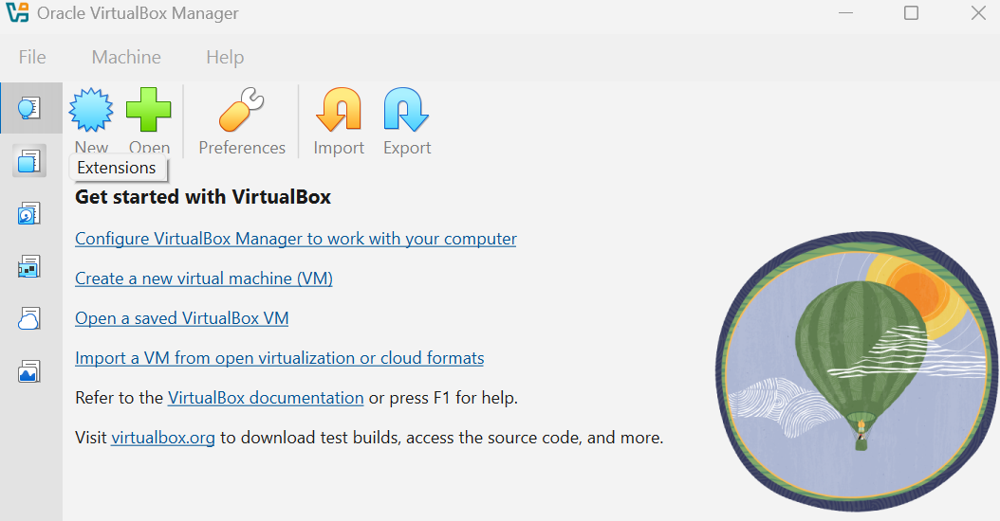 Oracle VirtualBox Manager
File Machine Help
New Open Preferences Import Export
Extensions
Get started with VirtualBox
Configure VirtualBox Manager to work with your computer
Create a new virtual machine (VM)
Open a saved VirtualBox VM
Import a VM from open virtualization or cloud formats
Refer to the VirtualBox documentation or press F1 for help.
Visit virtualbox.org to download test builds, access the source code, and more.